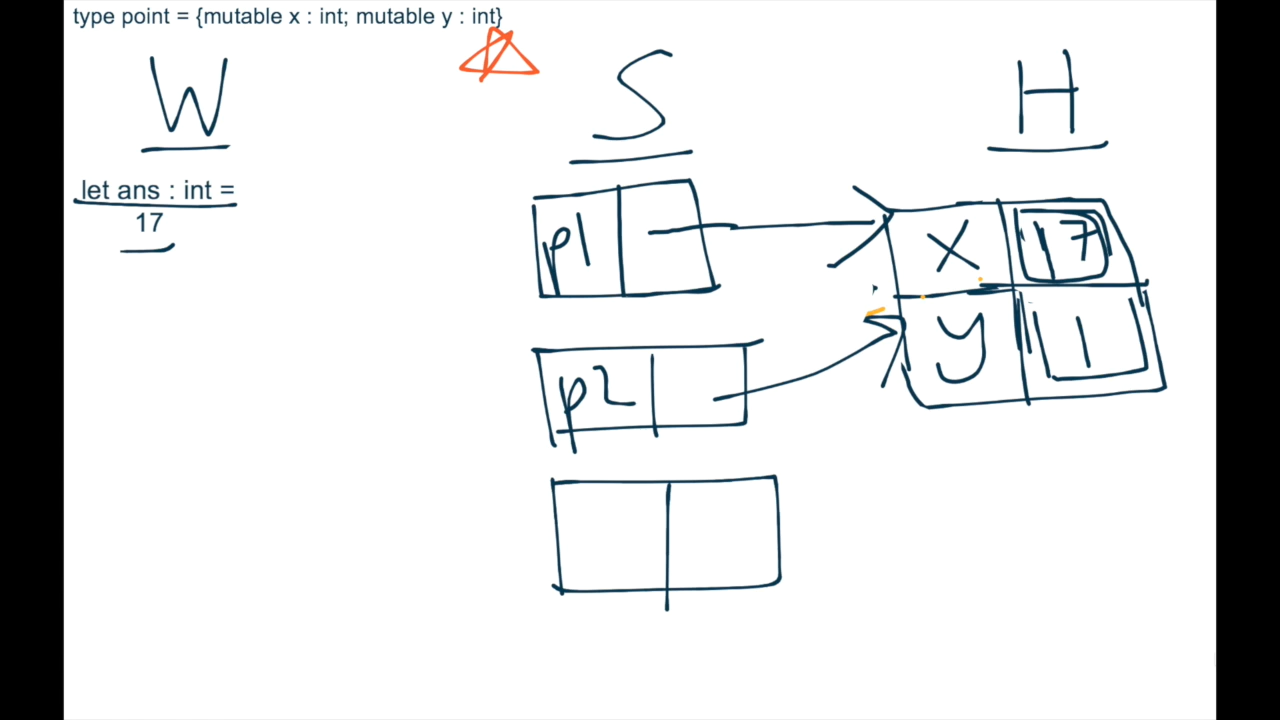 type point = {mutable x : int; mutable y : int}
W S H
let ans : int =
17
p1
x 17
y 1
p2